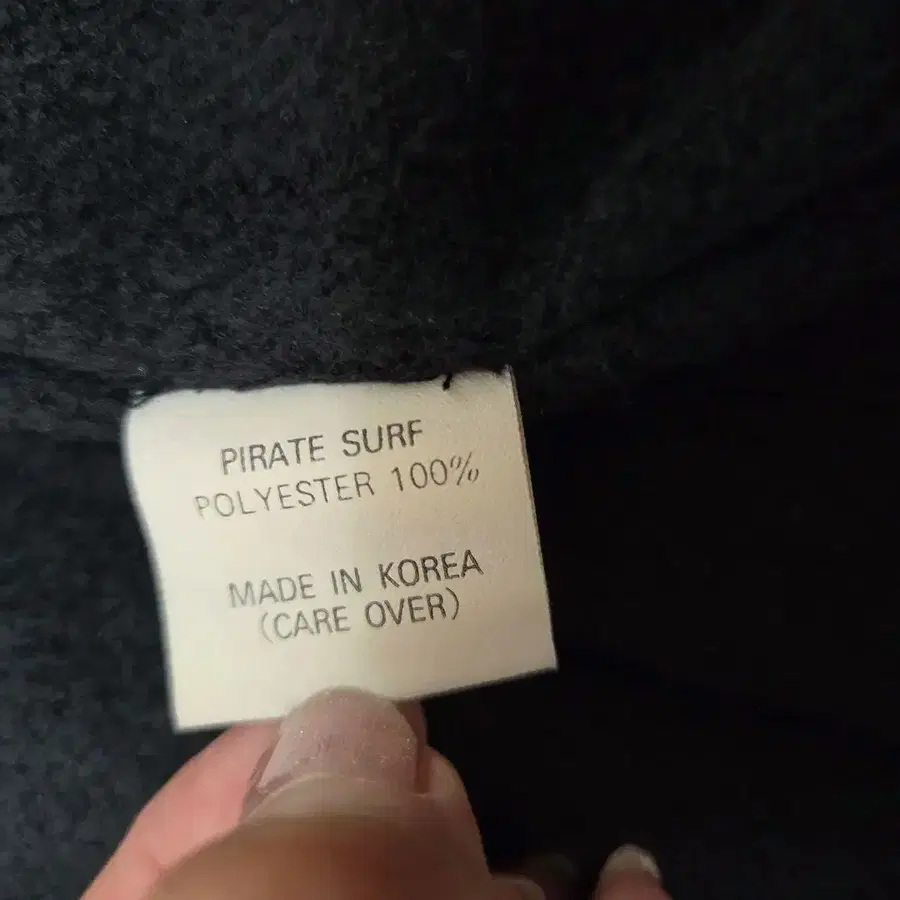 PIRATE SURF
POLYESTER 100%
MADE IN KOREA
(CARE OVER)